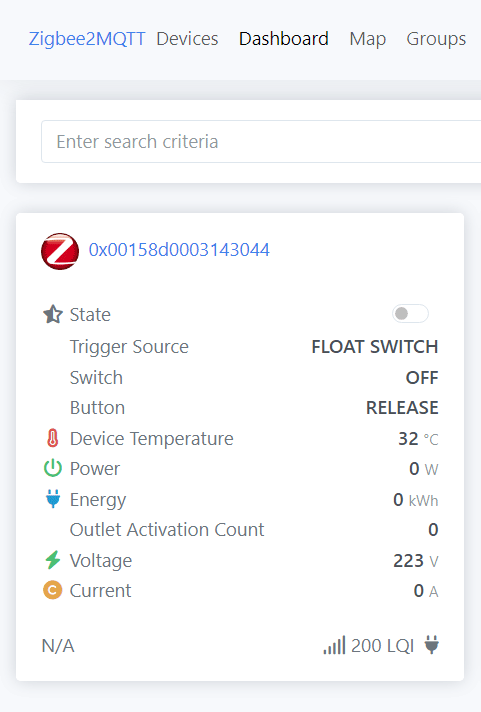 Zigbee2MQTT Devices Dashboard Map Groups
Enter search criteria
0x00158d0003143044
State
Trigger Source FLOAT SWITCH
Switch OFF
Button RELEASE
Device Temperature 32 °C
Power 0 W
Energy 0 kWh
Outlet Activation Count 0
Voltage 223 V
Current 0 A
N/A 200 LQI